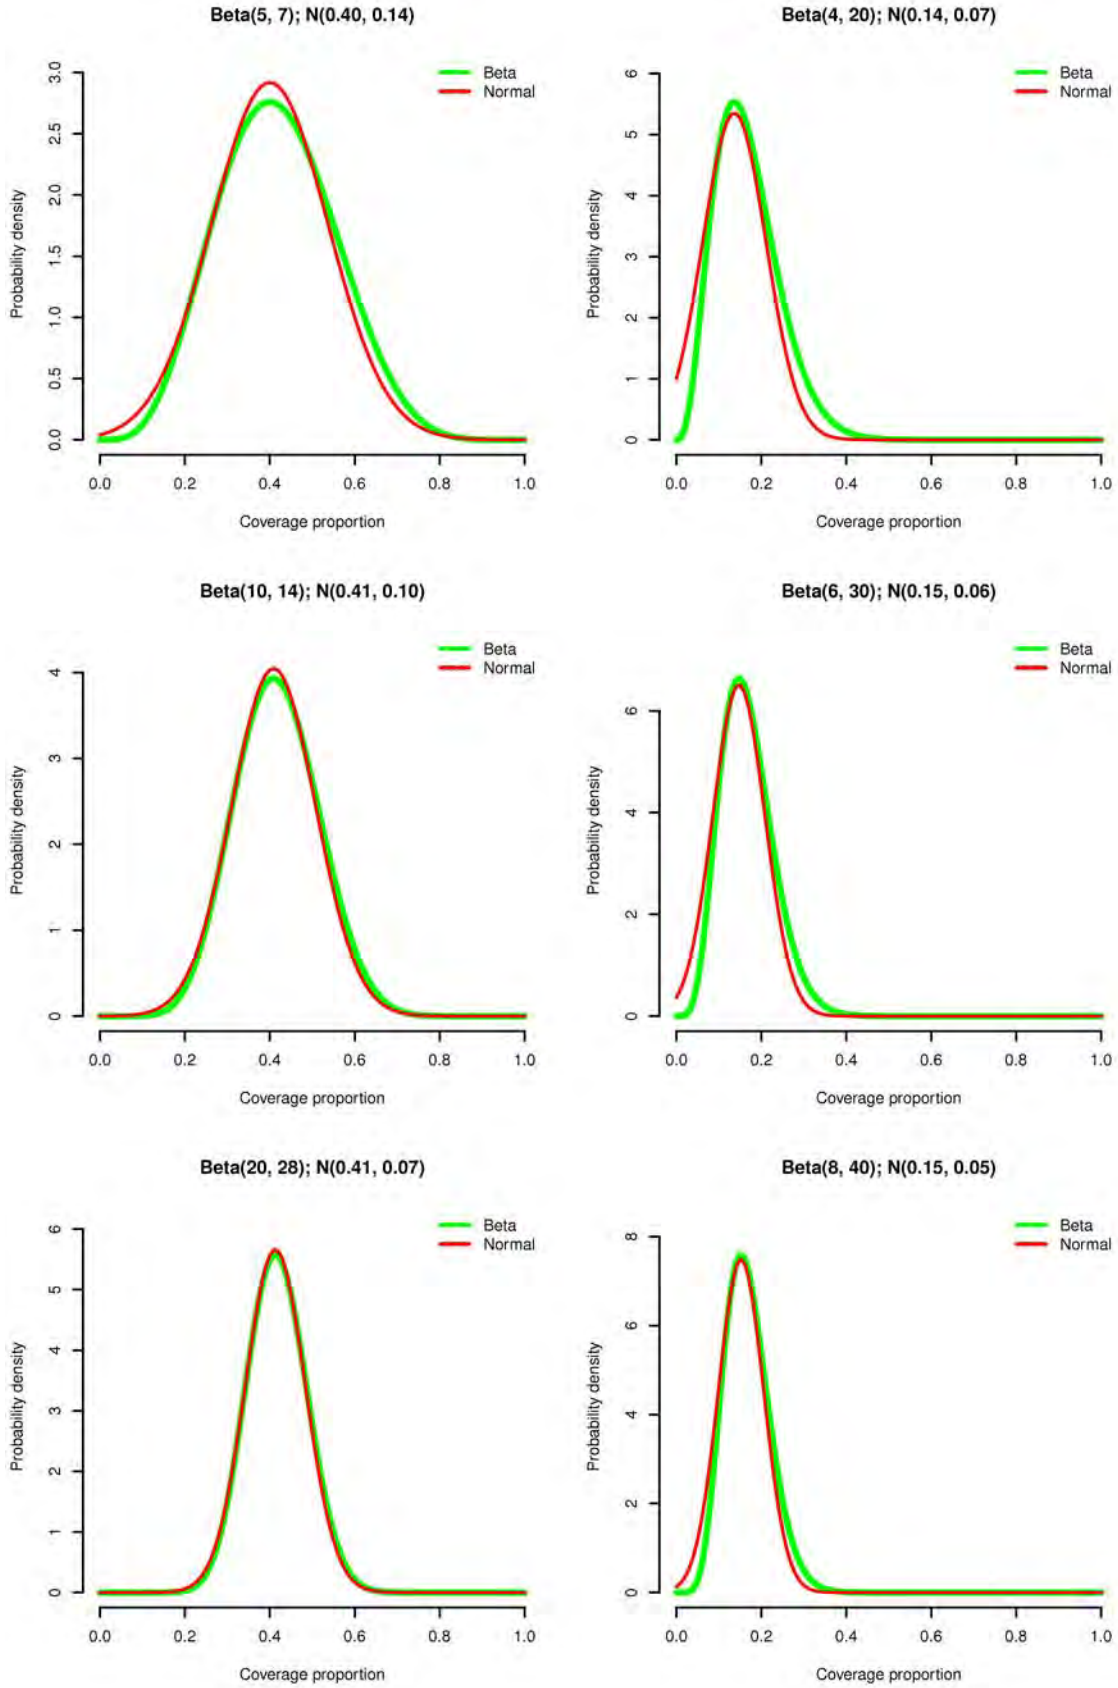 Beta(5, 7); N(0.40, 0.14)
Beta
Normal
Probability density
3.0
2.5
2.0
1.5
1.0
0.5
0.0
0.0 0.2 0.4 0.6 0.8 1.0
Coverage proportion
Beta(4, 20); N(0.14, 0.07)
Beta
Normal
Probability density
6
5
4
3
2
1
0
0.0 0.2 0.4 0.6 0.8 1.0
Coverage proportion
Beta(10, 14); N(0.41, 0.10)
Beta
Normal
Probability density
4
3
2
1
0
0.0 0.2 0.4 0.6 0.8 1.0
Coverage proportion
Beta(6, 30); N(0.15, 0.06)
Beta
Normal
Probability density
6
4
2
0
0.0 0.2 0.4 0.6 0.8 1.0
Coverage proportion
Beta(20, 28); N(0.41, 0.07)
Beta
Normal
Probability density
6
5
4
3
2
1
0
0.0 0.2 0.4 0.6 0.8 1.0
Coverage proportion
Beta(8, 40); N(0.15, 0.05)
Beta
Normal
Probability density
8
6
4
2
0
0.0 0.2 0.4 0.6 0.8 1.0
Coverage proportion